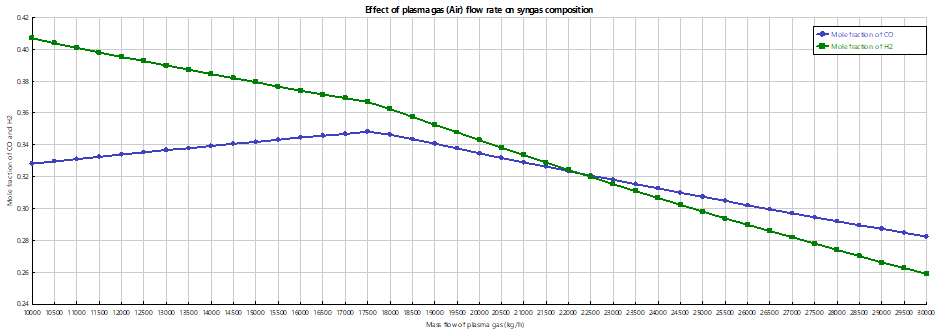 Effect of plasma gas (Air) flow rate on syngas composition
Mole fraction of CO
Mole fraction of H2
Mole fraction of CO and H2
0.42
0.40
0.38
0.36
0.34
0.32
0.30
0.28
0.26
0.24
10000 10500 11000 11500 12000 12500 13000 13500 14000 14500 15000 15500 16000 16500 17000 17500 18000 18500 19000 19500 20000 20500 21000 21500 22000 22500 23000 23500 24000 24500 25000 25500 26000 26500 27000 27500 28000 28500 29000 29500 30000
Mass flow of plasma gas (kg/h)